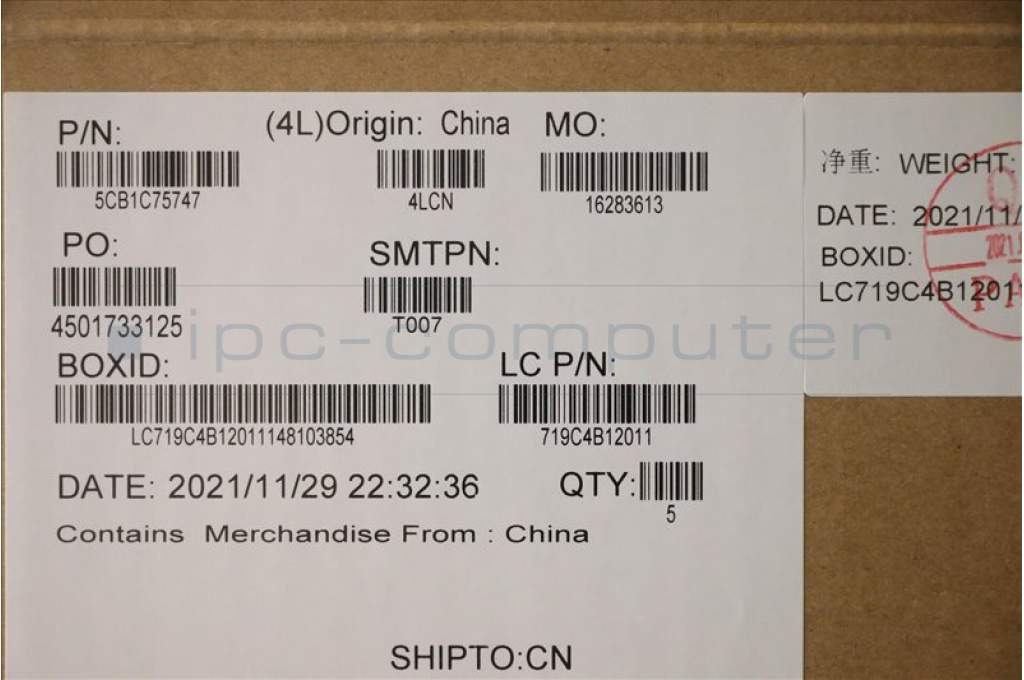 P/N:
(4L)Origin: China
MO:
5CB1C75747
4LCN
16283613
PO:
SMTPN:
4501733125
T007
ipc-computer
BOXID:
LC P/N:
LC719C4B12011148103854
719C4B12011
DATE: 2021/11/29 22:32:36
QTY:
5
Contains Merchandise From : China
SHIPTO:CN
净重: WEIGHT:
DATE: 2021/11/
BOXID:
LC719C4B1201